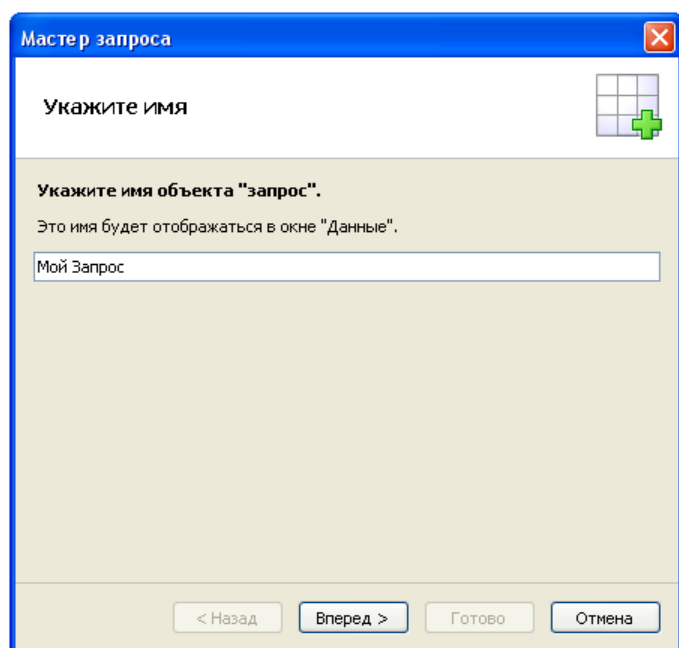 Мастер запроса
Укажите имя
Укажите имя объекта "запрос".
Это имя будет отображаться в окне "Данные".
Мой Запрос
< Назад
Вперед >
Готово
Отмена